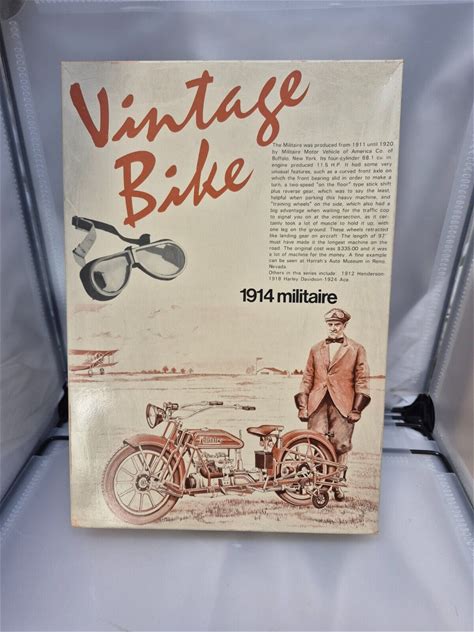 Vintage
Bike
The Militaire was produced from 1911 until 1920
by Militaire Motor Vehicle of America Co. of
Buffalo, New York. Its four-cylinder 68.1 cu. in.
engine produced 11.5 H.P. It had some very
unusual features, such as a curved front axle on
which the front bearing slid in order to make a
turn, a two-speed "on the floor" type stick shift
plus reverse gear, which was to say the least,
helpful when parking this heavy machine, and
"training wheels" on the side, which also had a
big advantage when waiting for the traffic cop
to signal you on at the intersection, as it cer-
tainly took a lot of muscle to hold it up, with
one leg on the ground. These wheels retracted
like landing gear on aircraft. The length of 97"
must have made it the longest machine on the
road. The original cost was $335.00 and it was
a lot of machine for the money. A fine example
can be seen at Harrah's Auto Museum in Reno,
Nevada.
Others in this series include: 1912 Henderson-
1918 Harley Davidson-1924 Ace.
1914 militaire
Militaire